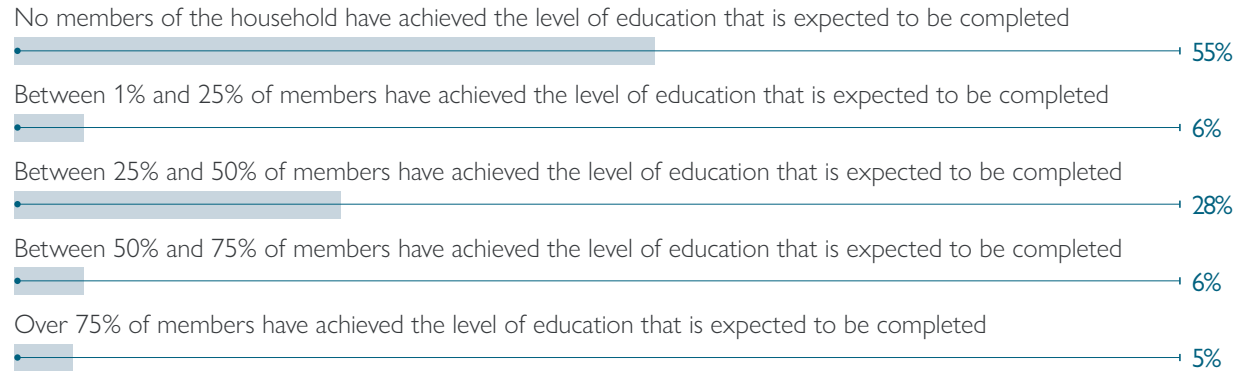 No members of the household have achieved the level of education that is expected to be completed
55%
Between 1% and 25% of members have achieved the level of education that is expected to be completed
6%
Between 25% and 50% of members have achieved the level of education that is expected to be completed
28%
Between 50% and 75% of members have achieved the level of education that is expected to be completed
6%
Over 75% of members have achieved the level of education that is expected to be completed
5%